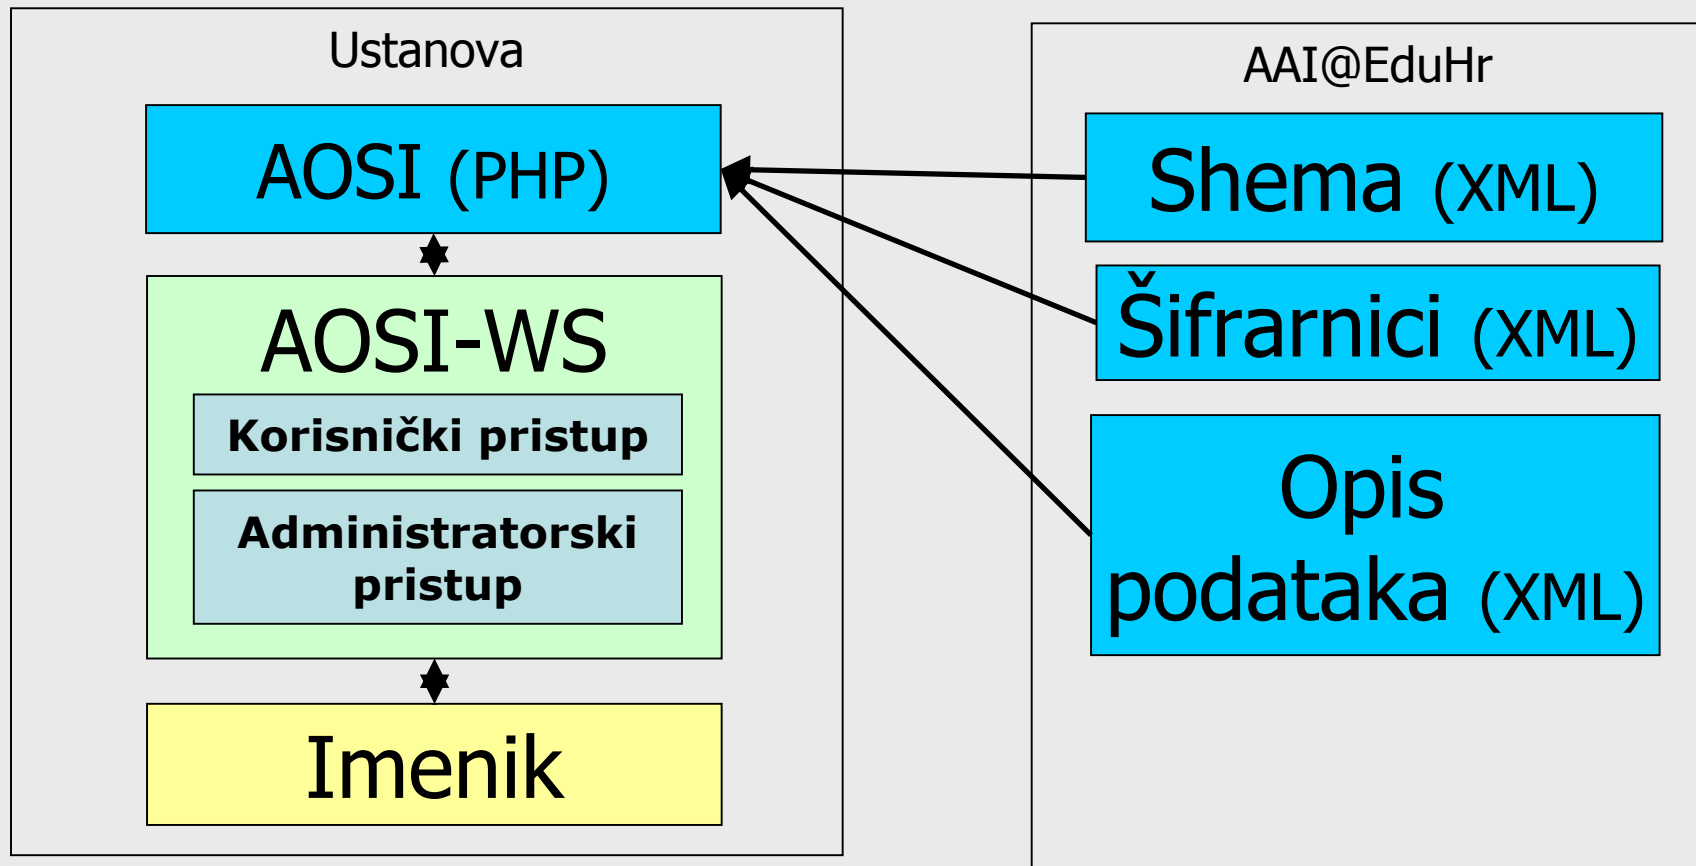 Ustanova
AOSI (PHP)
AOSI-WS
Korisnički pristup
Administratorski
pristup
Imenik
AAI@EduHr
Shema (XML)
Šifrarnici (XML)
Opis
podataka (XML)